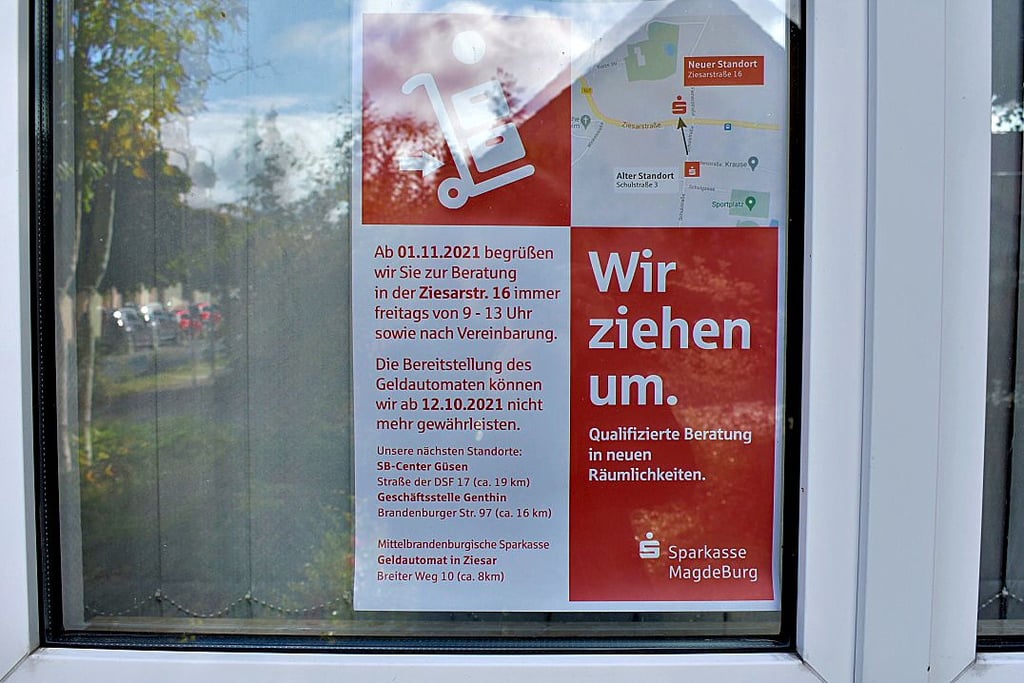 Neuer Standort
Ziesarstraße 16
Ziesarstraße
Alter Standort
Schulstraße 3
Krause
Schulgasse
Schulstraße
Sportplatz
Ab 01.11.2021 begrüßen
wir Sie zur Beratung
in der Ziesarstr. 16 immer
freitags von 9 - 13 Uhr
sowie nach Vereinbarung.
Die Bereitstellung des
Geldautomaten können
wir ab 12.10.2021 nicht
mehr gewährleisten.
Unsere nächsten Standorte:
SB-Center Güsen
Straße der DSF 17 (ca. 19 km)
Geschäftsstelle Genthin
Brandenburger Str. 97 (ca. 16 km)
Mittelbrandenburgische Sparkasse
Geldautomat in Ziesar
Breiter Weg 10 (ca. 8km)
Wir
ziehen
um.
Qualifizierte Beratung
in neuen
Räumlichkeiten.
Sparkasse
MagdeBurg